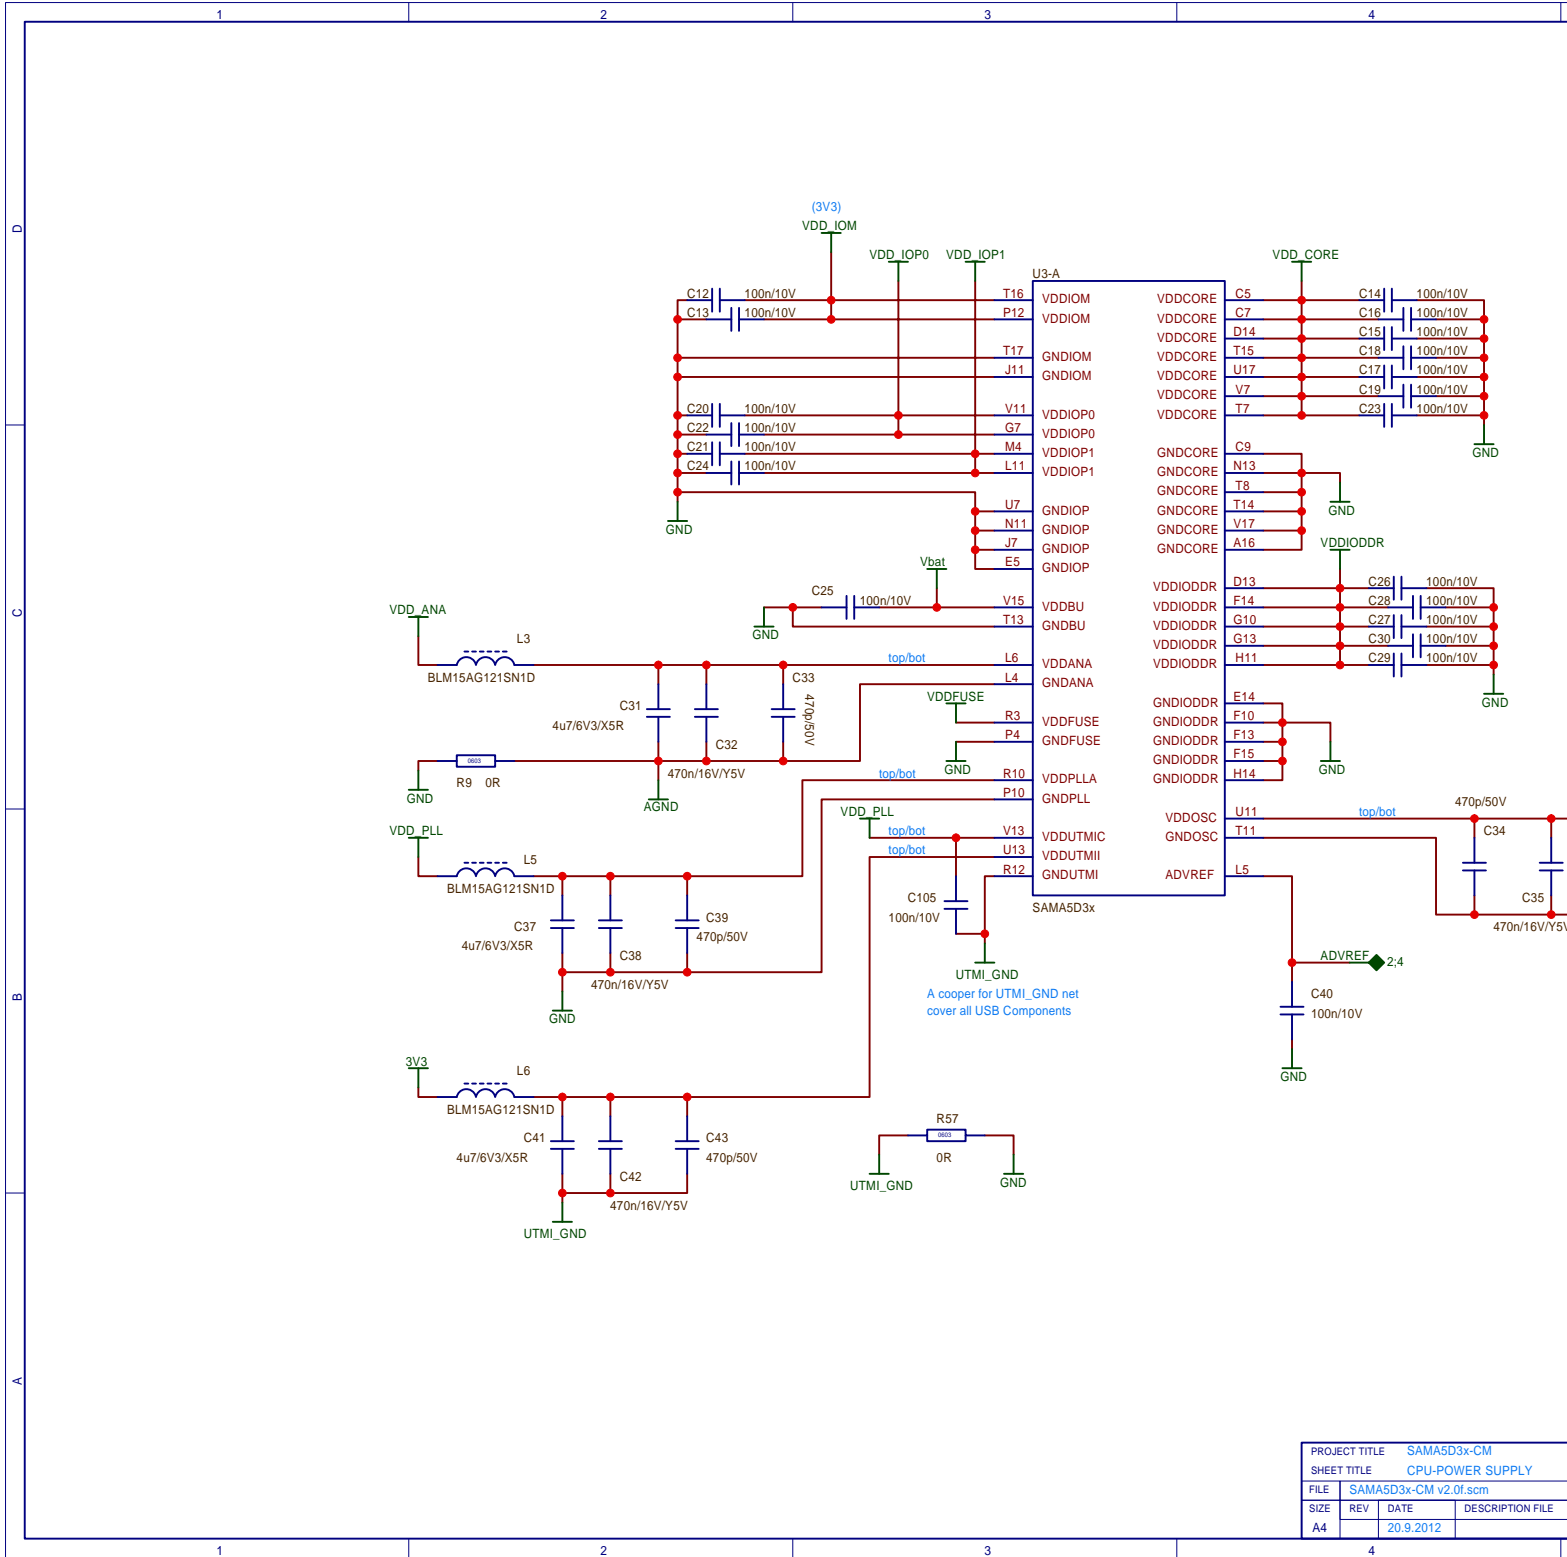 1 2 3 4
D
(3V3)
VDD_IOM
VDD_IOP0 VDD_IOP1 VDD_CORE
U3-A
C12 100n/10V T16 VDDIOM VDDCORE C5 C14 100n/10V
C13 100n/10V P12 VDDIOM VDDCORE C7 C16 100n/10V
VDDCORE D14 C15 100n/10V
T17 GNDIOM VDDCORE T15 C18 100n/10V
J11 GNDIOM VDDCORE U17 C17 100n/10V
VDDCORE V7 C19 100n/10V
C20 100n/10V V11 VDDIOP0 VDDCORE T7 C23 100n/10V
C22 100n/10V G7 VDDIOP0
C21 100n/10V M4 VDDIOP1 GNDCORE C9 GND
C24 100n/10V L11 VDDIOP1 GNDCORE N13
GNDCORE T8
U7 GNDIOP GNDCORE T14 GND
GND N11 GNDIOP GNDCORE V17
J7 GNDIOP GNDCORE A16 VDDIODDR
Vbat E5 GNDIOP
C25 VDDIODDR D13 C26 100n/10V
C
VDD_ANA 100n/10V V15 VDDBU VDDIODDR F14 C28 100n/10V
GND T13 GNDBU VDDIODDR G10 C27 100n/10V
L3 VDDIODDR G13 C30 100n/10V
top/bot L6 VDDANA VDDIODDR H11 C29 100n/10V
BLM15AG121SN1D C33 L4 GNDANA
VDDFUSE GNDIODDR E14 GND
C31 470p/50V R3 VDDFUSE GNDIODDR F10
4u7/6V3/X5R
C32 P4 GNDFUSE GNDIODDR F13
0603 GNDIODDR F15
470n/16V/Y5V GND GND
R9 0R top/bot R10 VDDPLLA GNDIODDR H14
GND AGND P10 GNDPLL 470p/50V
VDD_PLL VDDOSC U11 top/bot
VDD_PLL top/bot V13 VDDUTMIC GNDOSC T11 C34
L5 top/bot U13 VDDUTMII
BLM15AG121SN1D R12 GNDUTMI ADVREF L5
C105 SAMA5D3x C35
C37 C39 100n/10V 470n/16V/Y5V
4u7/6V3/X5R 470p/50V
C38 ADVREF 2;4
470n/16V/Y5V UTMI_GND
B
A cooper for UTMI_GND net C40
cover all USB Components 100n/10V
GND
3V3 L6 GND
BLM15AG121SN1D
R57
C41 C43 0603
4u7/6V3/X5R 470p/50V 0R
C42 UTMI_GND GND
470n/16V/Y5V
UTMI_GND
A
PROJECT TITLE SAMA5D3x-CM
SHEET TITLE CPU-POWER SUPPLY
FILE SAMA5D3x-CM v2.0f.scm
SIZE REV DATE DESCRIPTION FILE
A4 20.9.2012
1 2 3 4